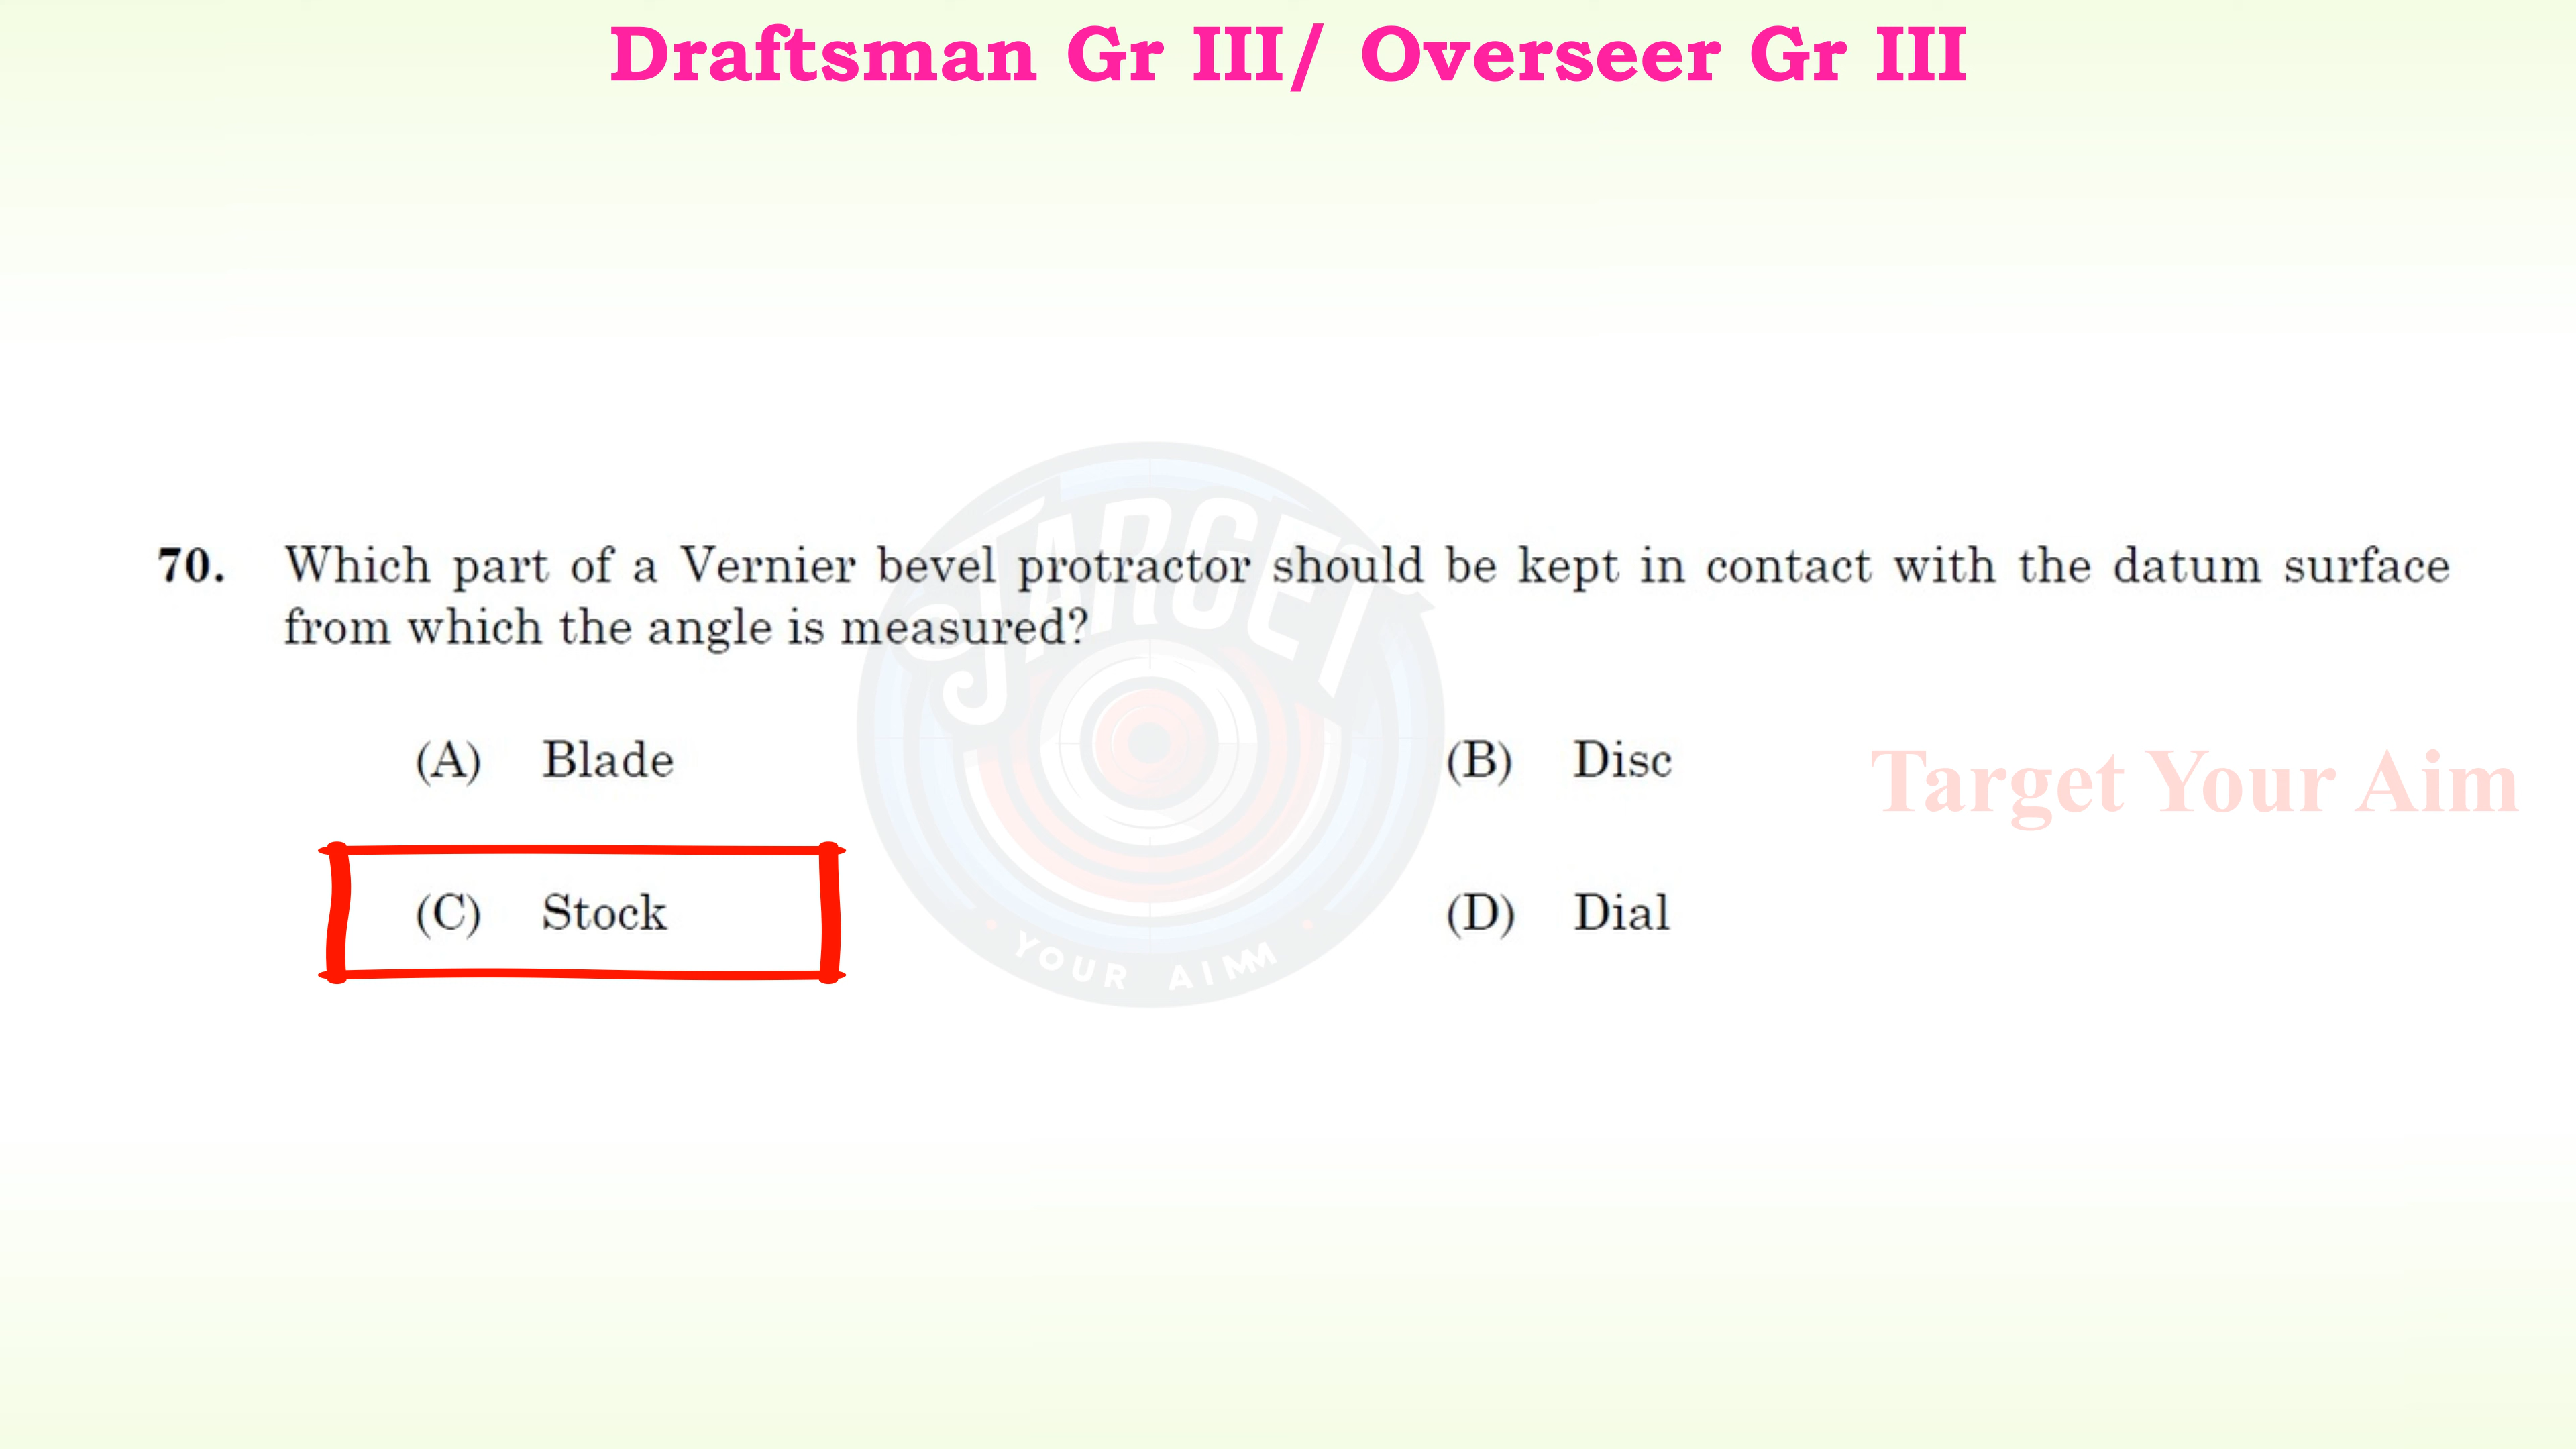 Draftsman Gr III/ Overseer Gr III
70. Which part of a Vernier bevel protractor should be kept in contact with the datum surface
from which the angle is measured?
(A) Blade (B) Disc
(C) Stock (D) Dial
Target Your Aim
TARGET
YOUR AIMM